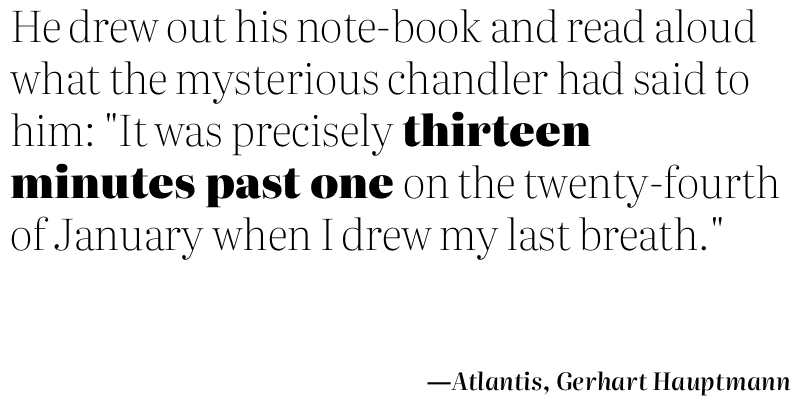 He drew out his note-book and read aloud
what the mysterious chandler had said to
him: "It was precisely thirteen
minutes past one on the twenty-fourth
of January when I drew my last breath."
—Atlantis, Gerhart Hauptmann